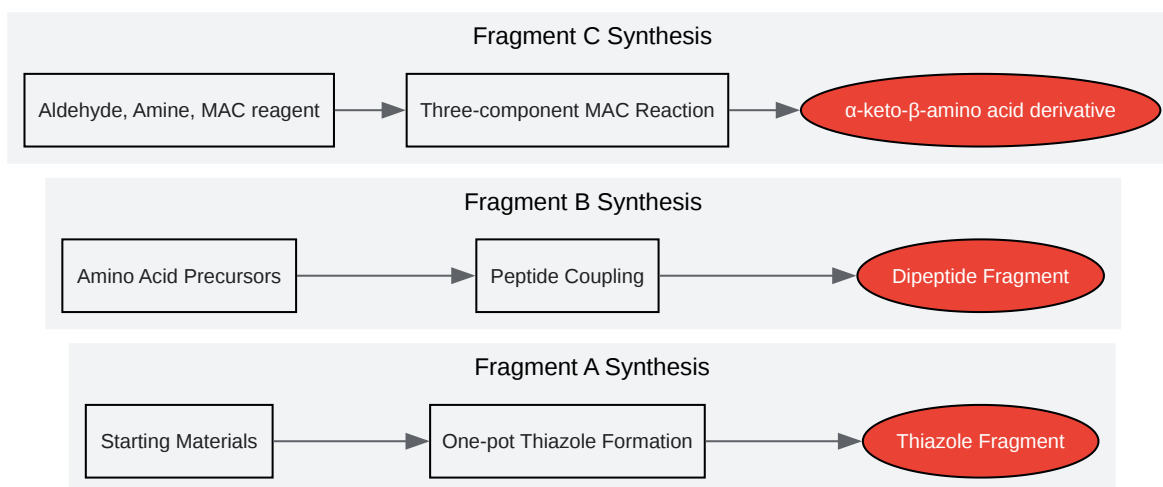 Fragment C Synthesis
Aldehyde, Amine, MAC reagent
Three-component MAC Reaction
α-keto-β-amino acid derivative
Fragment B Synthesis
Amino Acid Precursors
Peptide Coupling
Dipeptide Fragment
Fragment A Synthesis
Starting Materials
One-pot Thiazole Formation
Thiazole Fragment